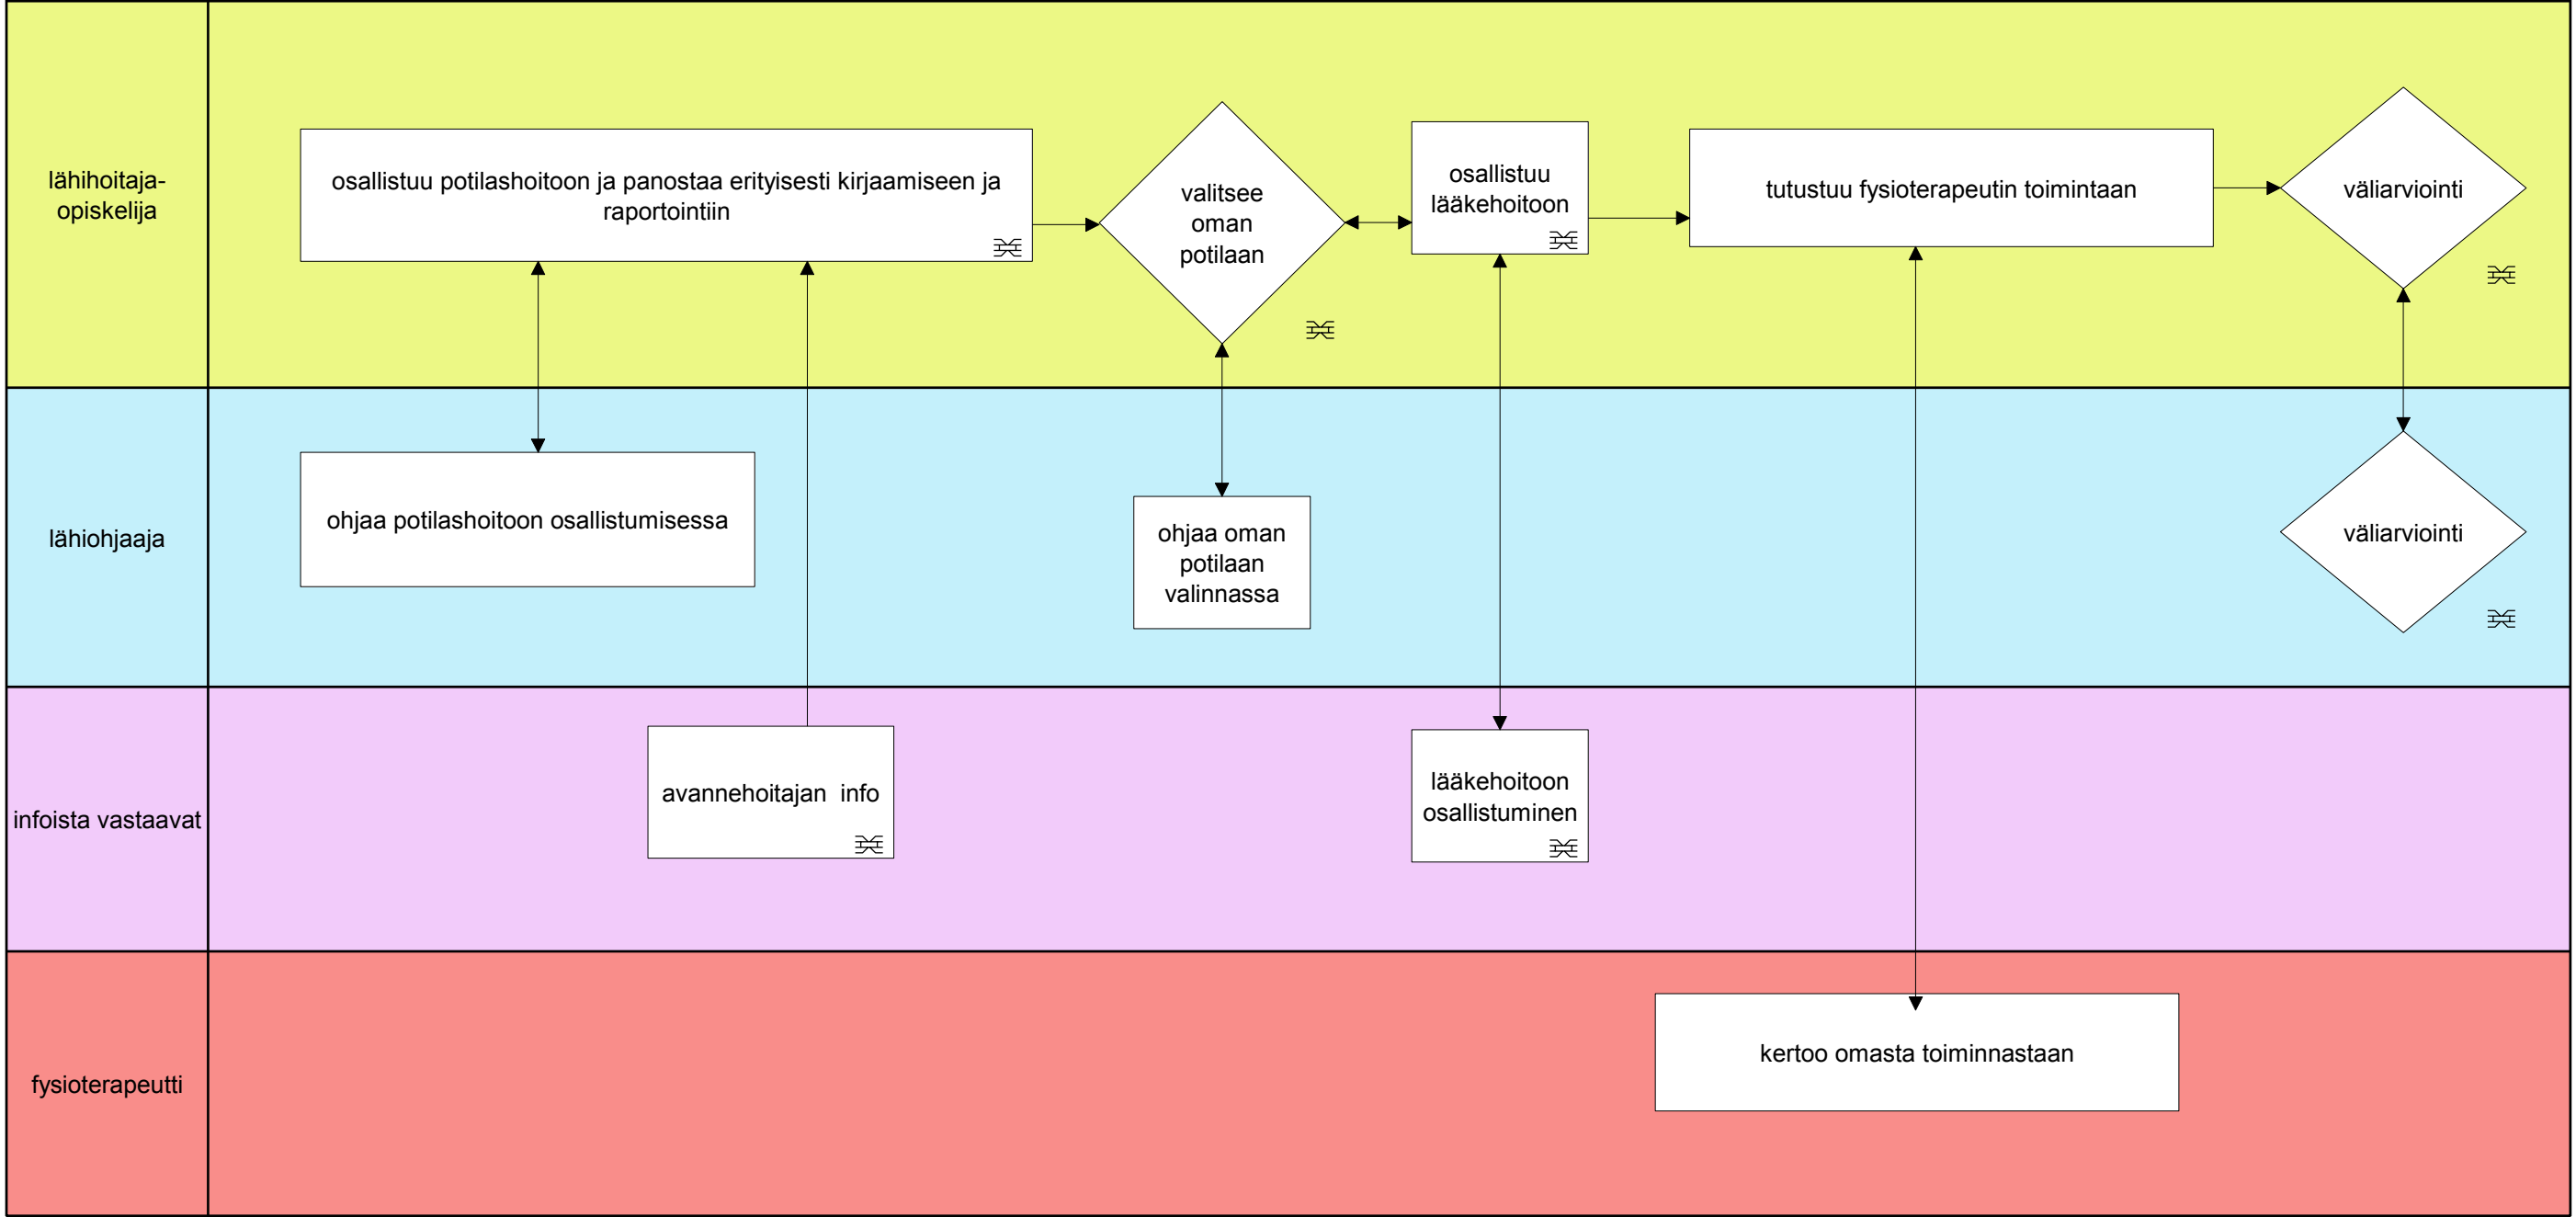 lähihoitaja-
opiskelija
osallistuu potilashoitoon ja panostaa erityisesti kirjaamiseen ja
raportointiin
valitsee
oman
potilaan
osallistuu
lääkehoitoon
tutustuu fysioterapeutin toimintaan
väliarviointi
lähiohjaaja
ohjaa potilashoitoon osallistumisessa
ohjaa oman
potilaan
valinnassa
väliarviointi
infoista vastaavat
avannehoitajan  info
lääkehoitoon
osallistuminen
fysioterapeutti
kertoo omasta toiminnastaan